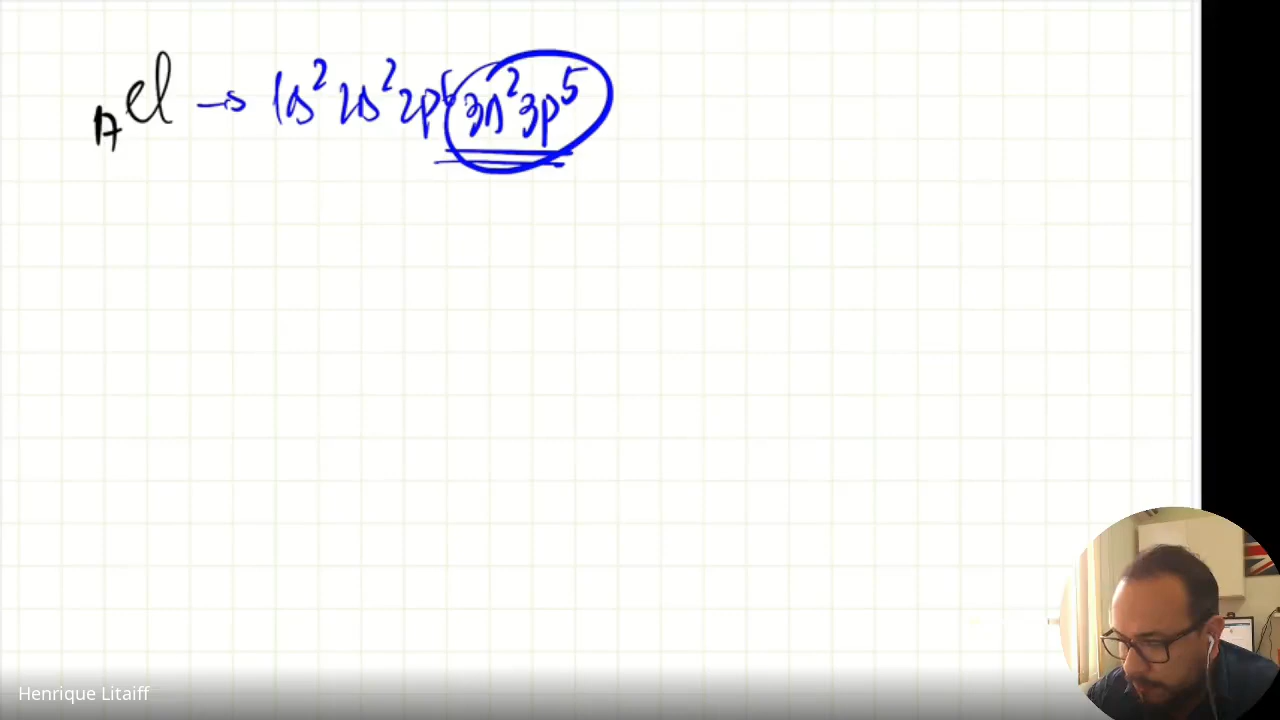 ₁₇Cl → 1s² 2s² 2p⁶ 3s² 3p⁵
Henrique Litaiff